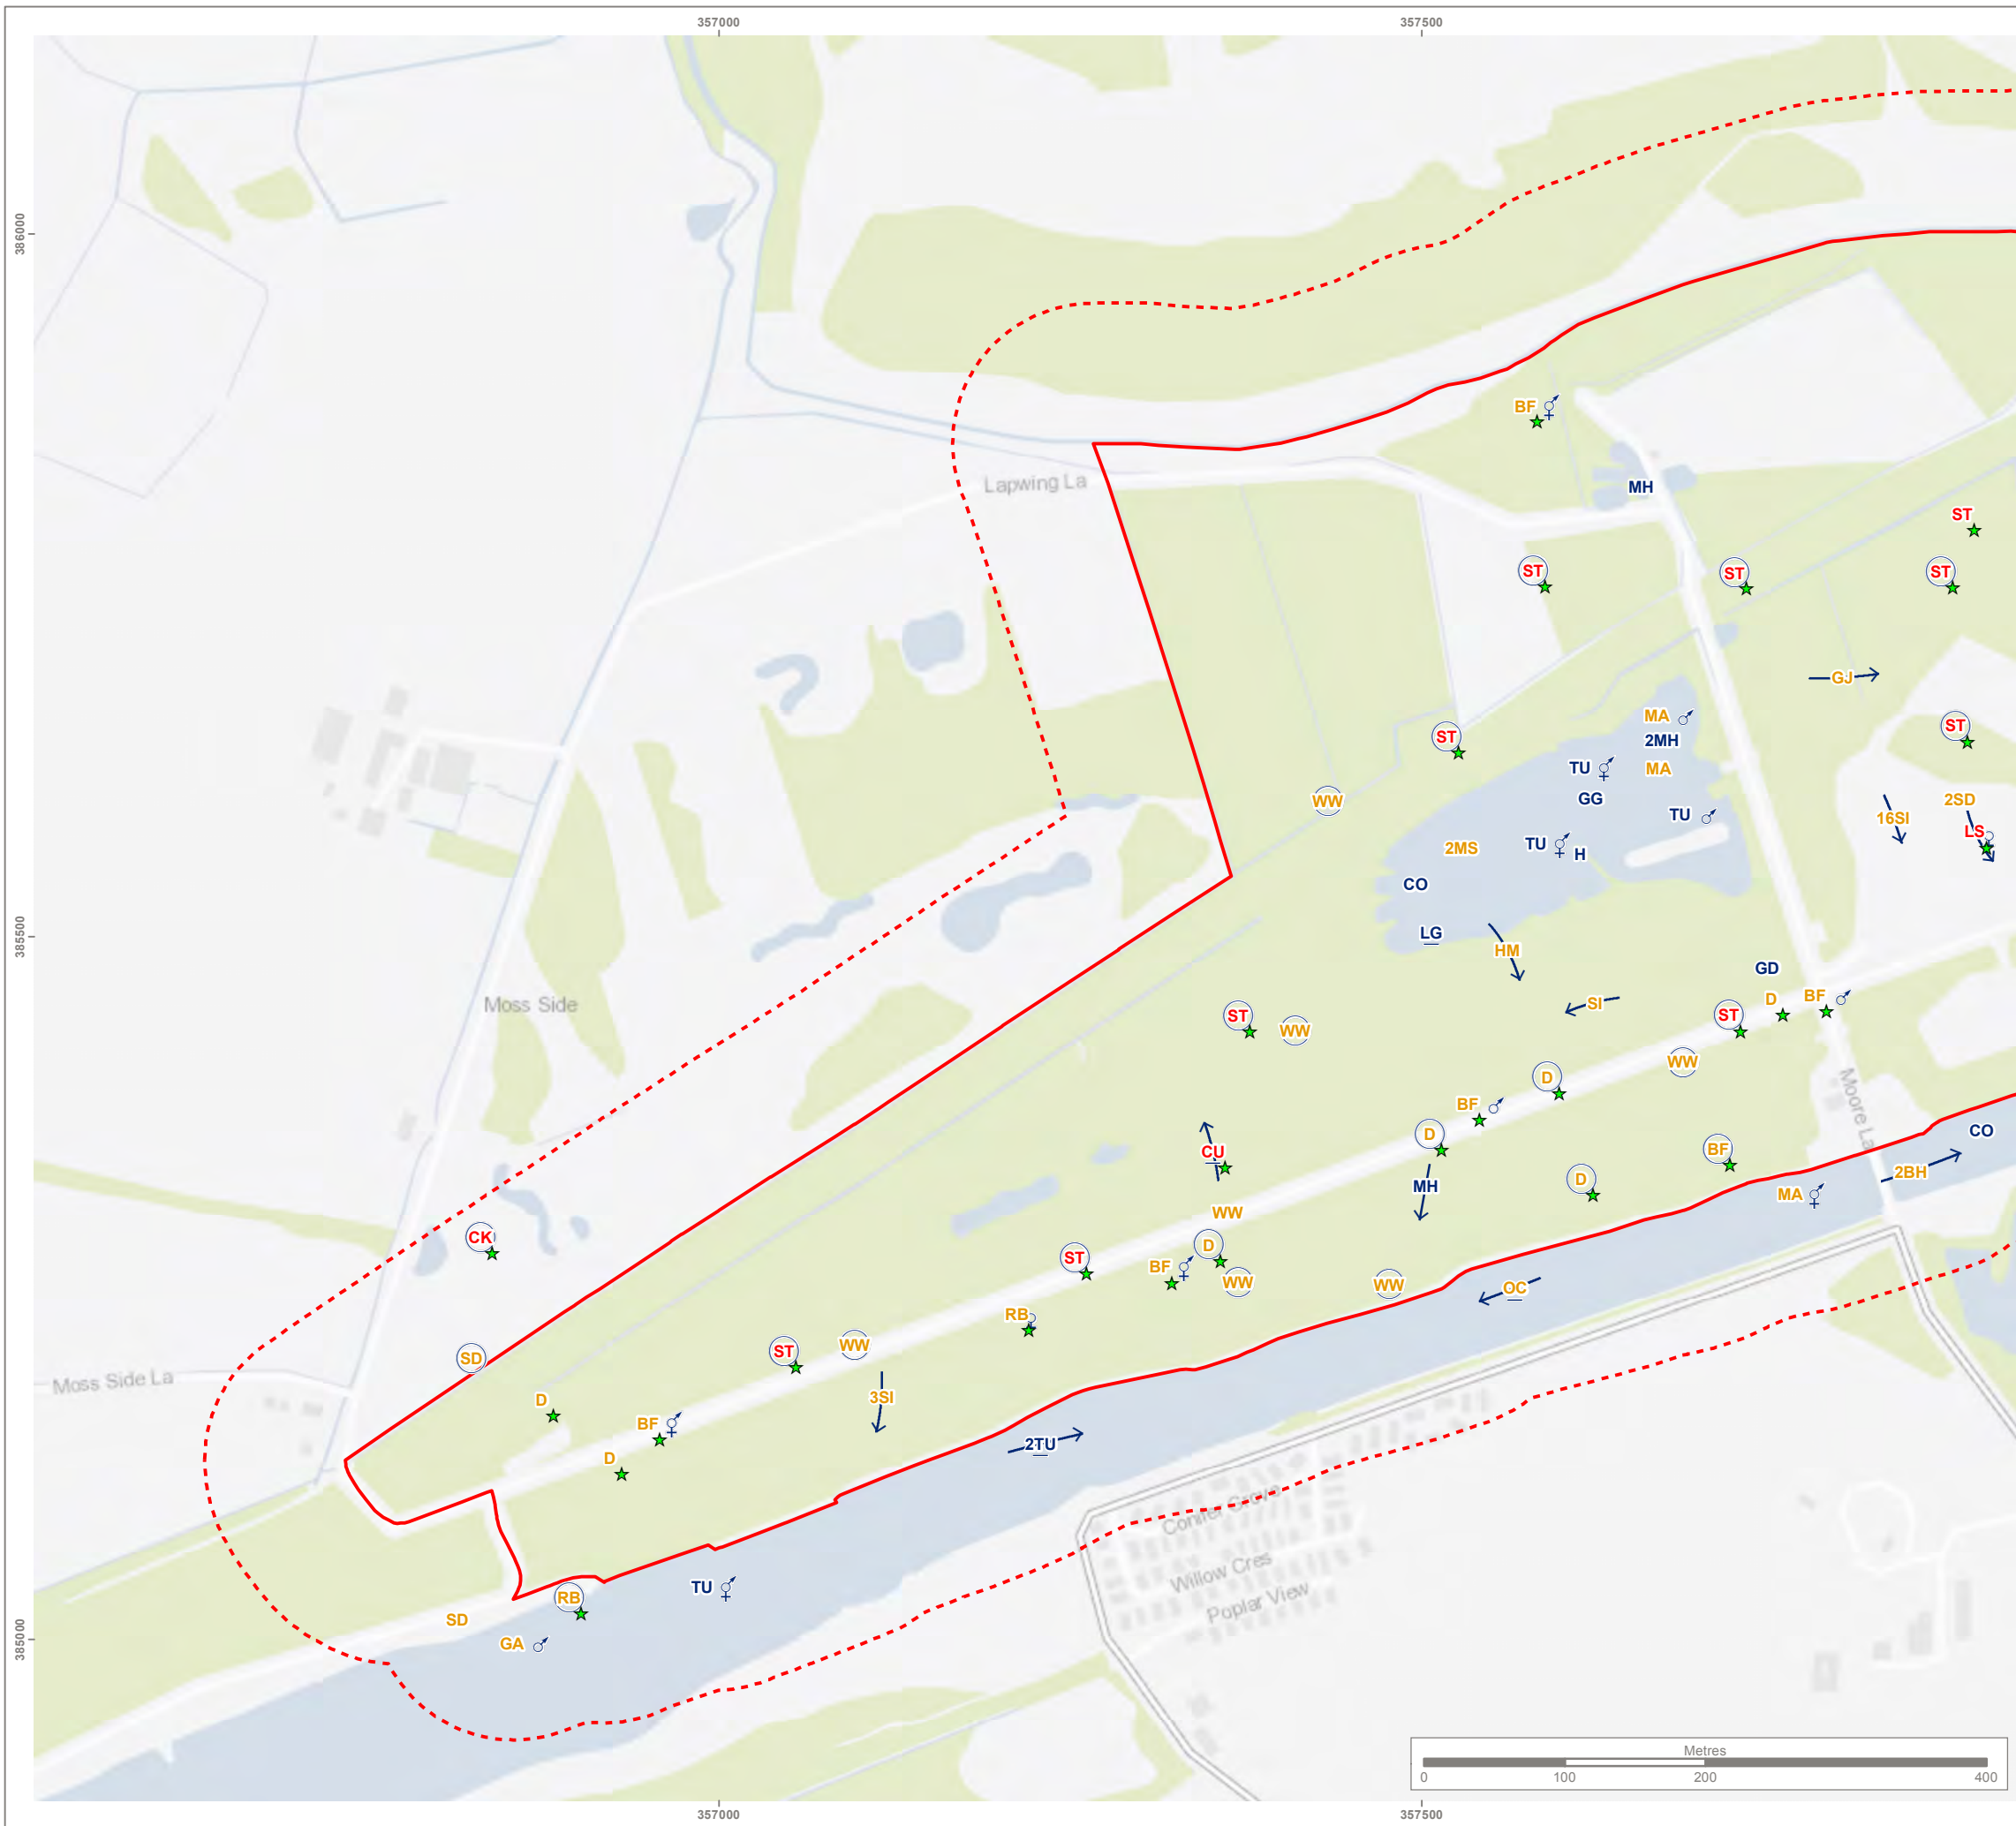 357000 357500
386000
BF
Lapwing La
MH
ST
ST ST ST
GJ
MA
ST ST
2MH
TU MA
WW GG 2SD
TU 16SI
LS
2MS TU H
CO
LG
385500
HM
GD
Moss Side SI D BF
ST WW ST
WW
D
Moore La
BF
D CO
CU BF
MH 2BH
D MA
WW
CK D
ST BF WW WW OC
RB
ST WW
SD
Moss Side La
3SI
D
BF
2TU
D
Conifer Grove
Willow Cres
TU
RB Poplar View
SD
GA
385000
Metres
0 100 200 400
357000 357500